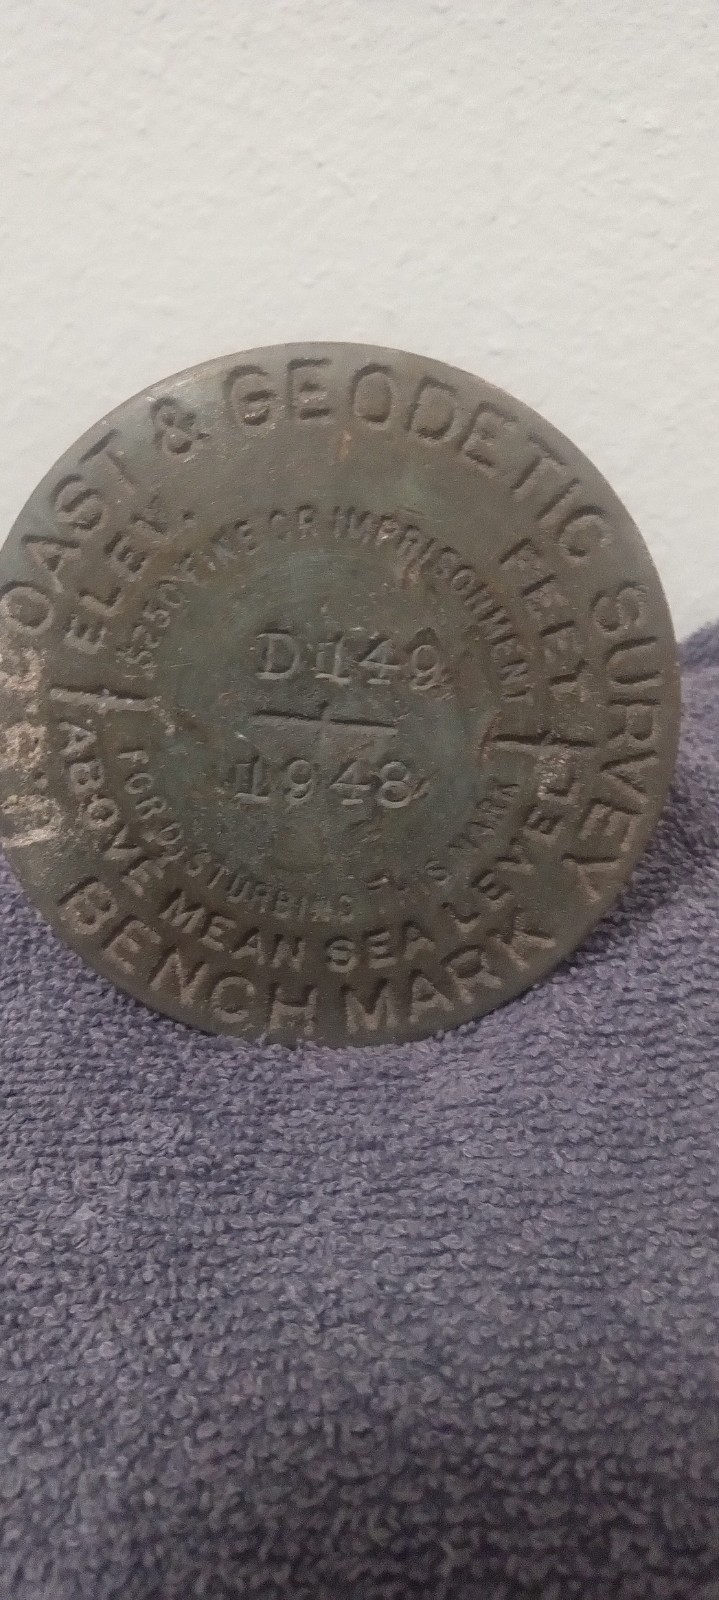 U.S. COAST & GEODETIC SURVEY
ELEV. FEET
$250 FINE OR IMPRISONMENT
D 149
1948
FOR DISTURBING THIS MARK
ABOVE MEAN SEA LEVEL
BENCH MARK